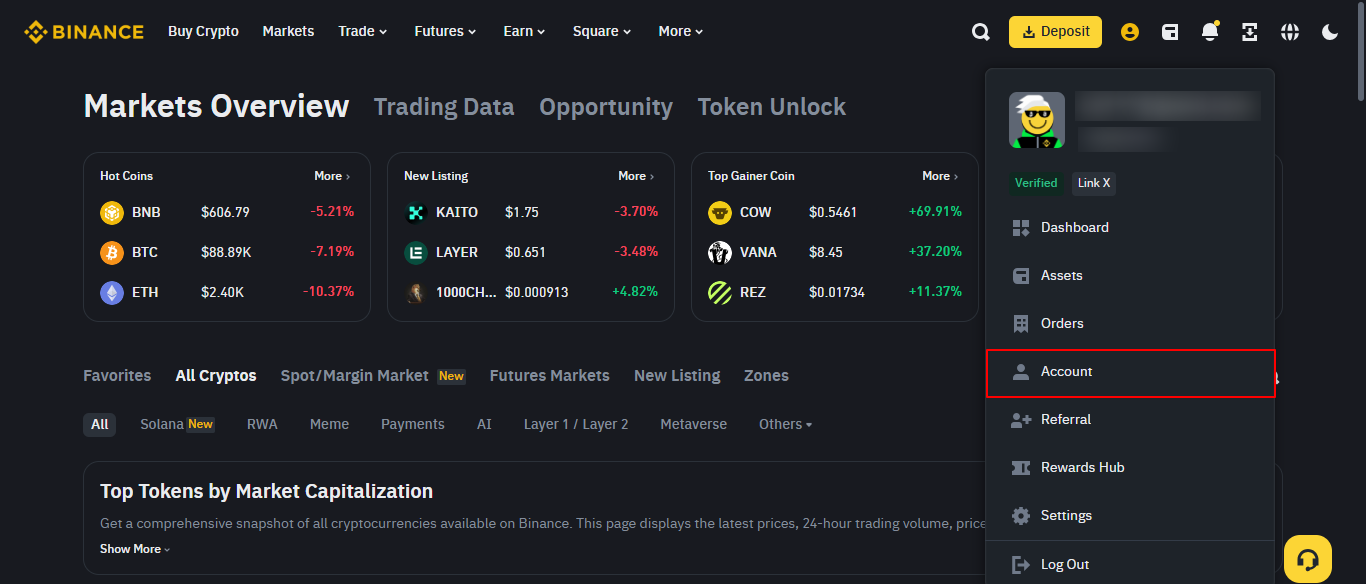 BINANCE Buy Crypto Markets Trade Futures Earn Square More Deposit
Markets Overview Trading Data Opportunity Token Unlock
Hot Coins More
BNB $606.79 -5.21%
BTC $88.89K -7.19%
ETH $2.40K -10.37%
New Listing More
KAITO $1.75 -3.70%
LAYER $0.651 -3.48%
1000CH... $0.000913 +4.82%
Top Gainer Coin More
COW $0.5461 +69.91%
VANA $8.45 +37.20%
REZ $0.01734 +11.37%
Verified Link X
Dashboard
Assets
Orders
Account
Referral
Rewards Hub
Settings
Log Out
Favorites All Cryptos Spot/Margin Market New Futures Markets New Listing Zones
All Solana New RWA Meme Payments AI Layer 1 / Layer 2 Metaverse Others
Top Tokens by Market Capitalization
Get a comprehensive snapshot of all cryptocurrencies available on Binance. This page displays the latest prices, 24-hour trading volume, price
Show More